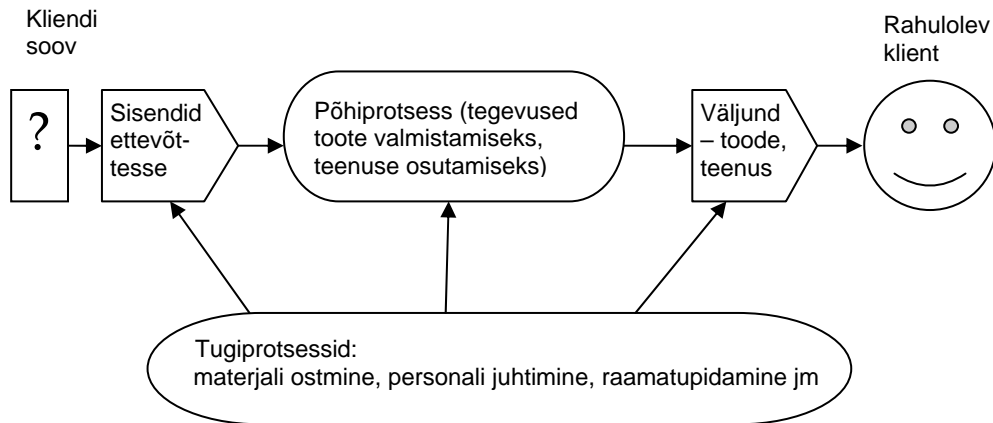 Kliendi
soov
Rahulolev
klient
?
Sisendid
ettevõt-
tesse
Põhiprotsess (tegevused
toote valmistamiseks,
teenuse osutamiseks)
Väljund
– toode,
teenus
Tugiprotsessid:
materjali ostmine, personali juhtimine, raamatupidamine jm